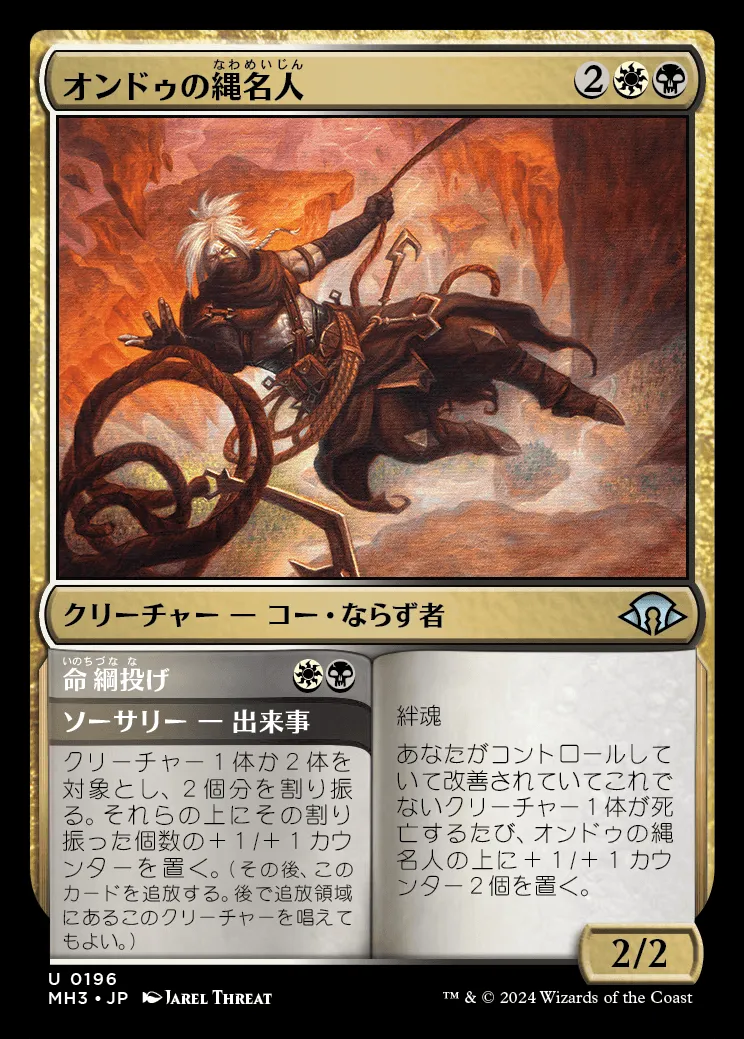 なわめいじん
オンドゥの縄名人
2
クリーチャー — コー・ならず者
いのちづな な
命綱投げ
ソーサリー — 出来事
クリーチャー１体か２体を
対象とし、２個分を割り振
る。それらの上にその割り
振った個数の＋１/＋１カウ
ンターを置く。（その後、この
カードを追放する。後で追放領域
にあるこのクリーチャーを唱えて
もよい。）
絆魂
あなたがコントロールして
いて改善されていてこれで
ないクリーチャー１体が死
亡するたび、オンドゥの縄
名人の上に＋１/＋１カウ
ンター２個を置く。
2/2
U 0196
MH3 • JP Jarel Threat
™ & © 2024 Wizards of the Coast